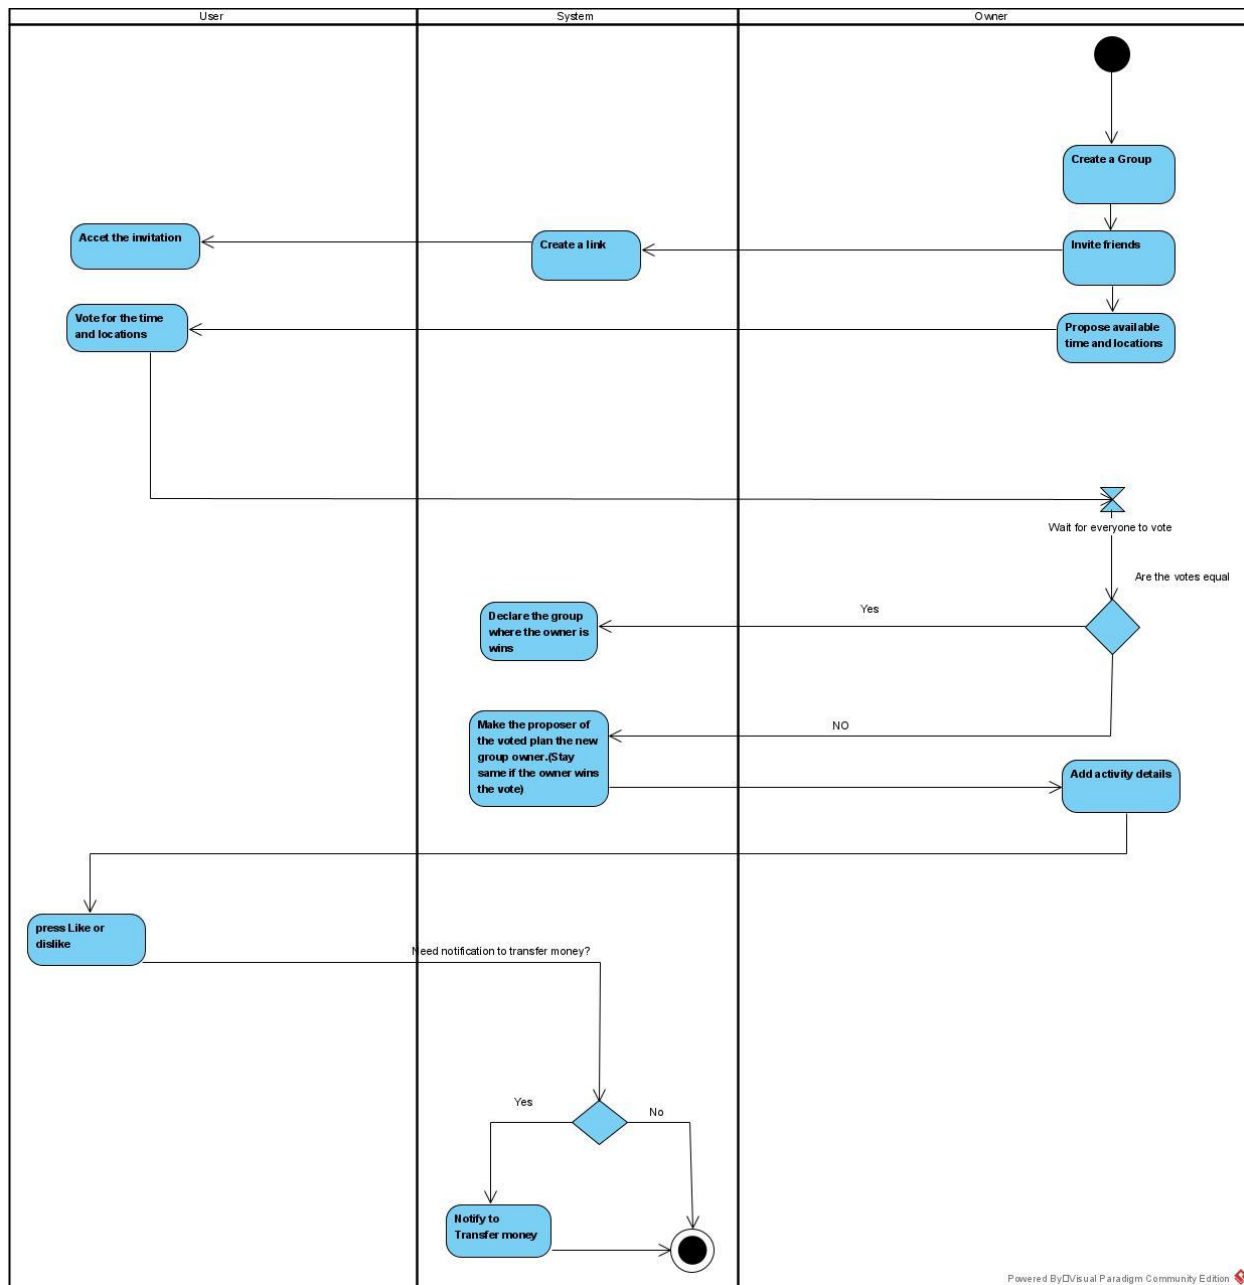 User
System
Owner
Create a Group
Accet the invitation
Create a link
Invite friends
Vote for the time
and locations
Propose available
time and locations
Wait for everyone to vote
Are the votes equal
Yes
Declare the group
where the owner is
wins
NO
Make the proposer of
the voted plan the new
group owner.(Stay
same if the owner wins
the vote)
Add activity details
press Like or
dislike
Need notification to transfer money?
Yes
No
Notify to
Transfer money
Powered By□Visual Paradigm Community Edition